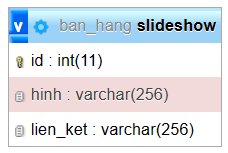 v ban_hang slideshow
id : int(11)
hinh : varchar(256)
lien_ket : varchar(256)